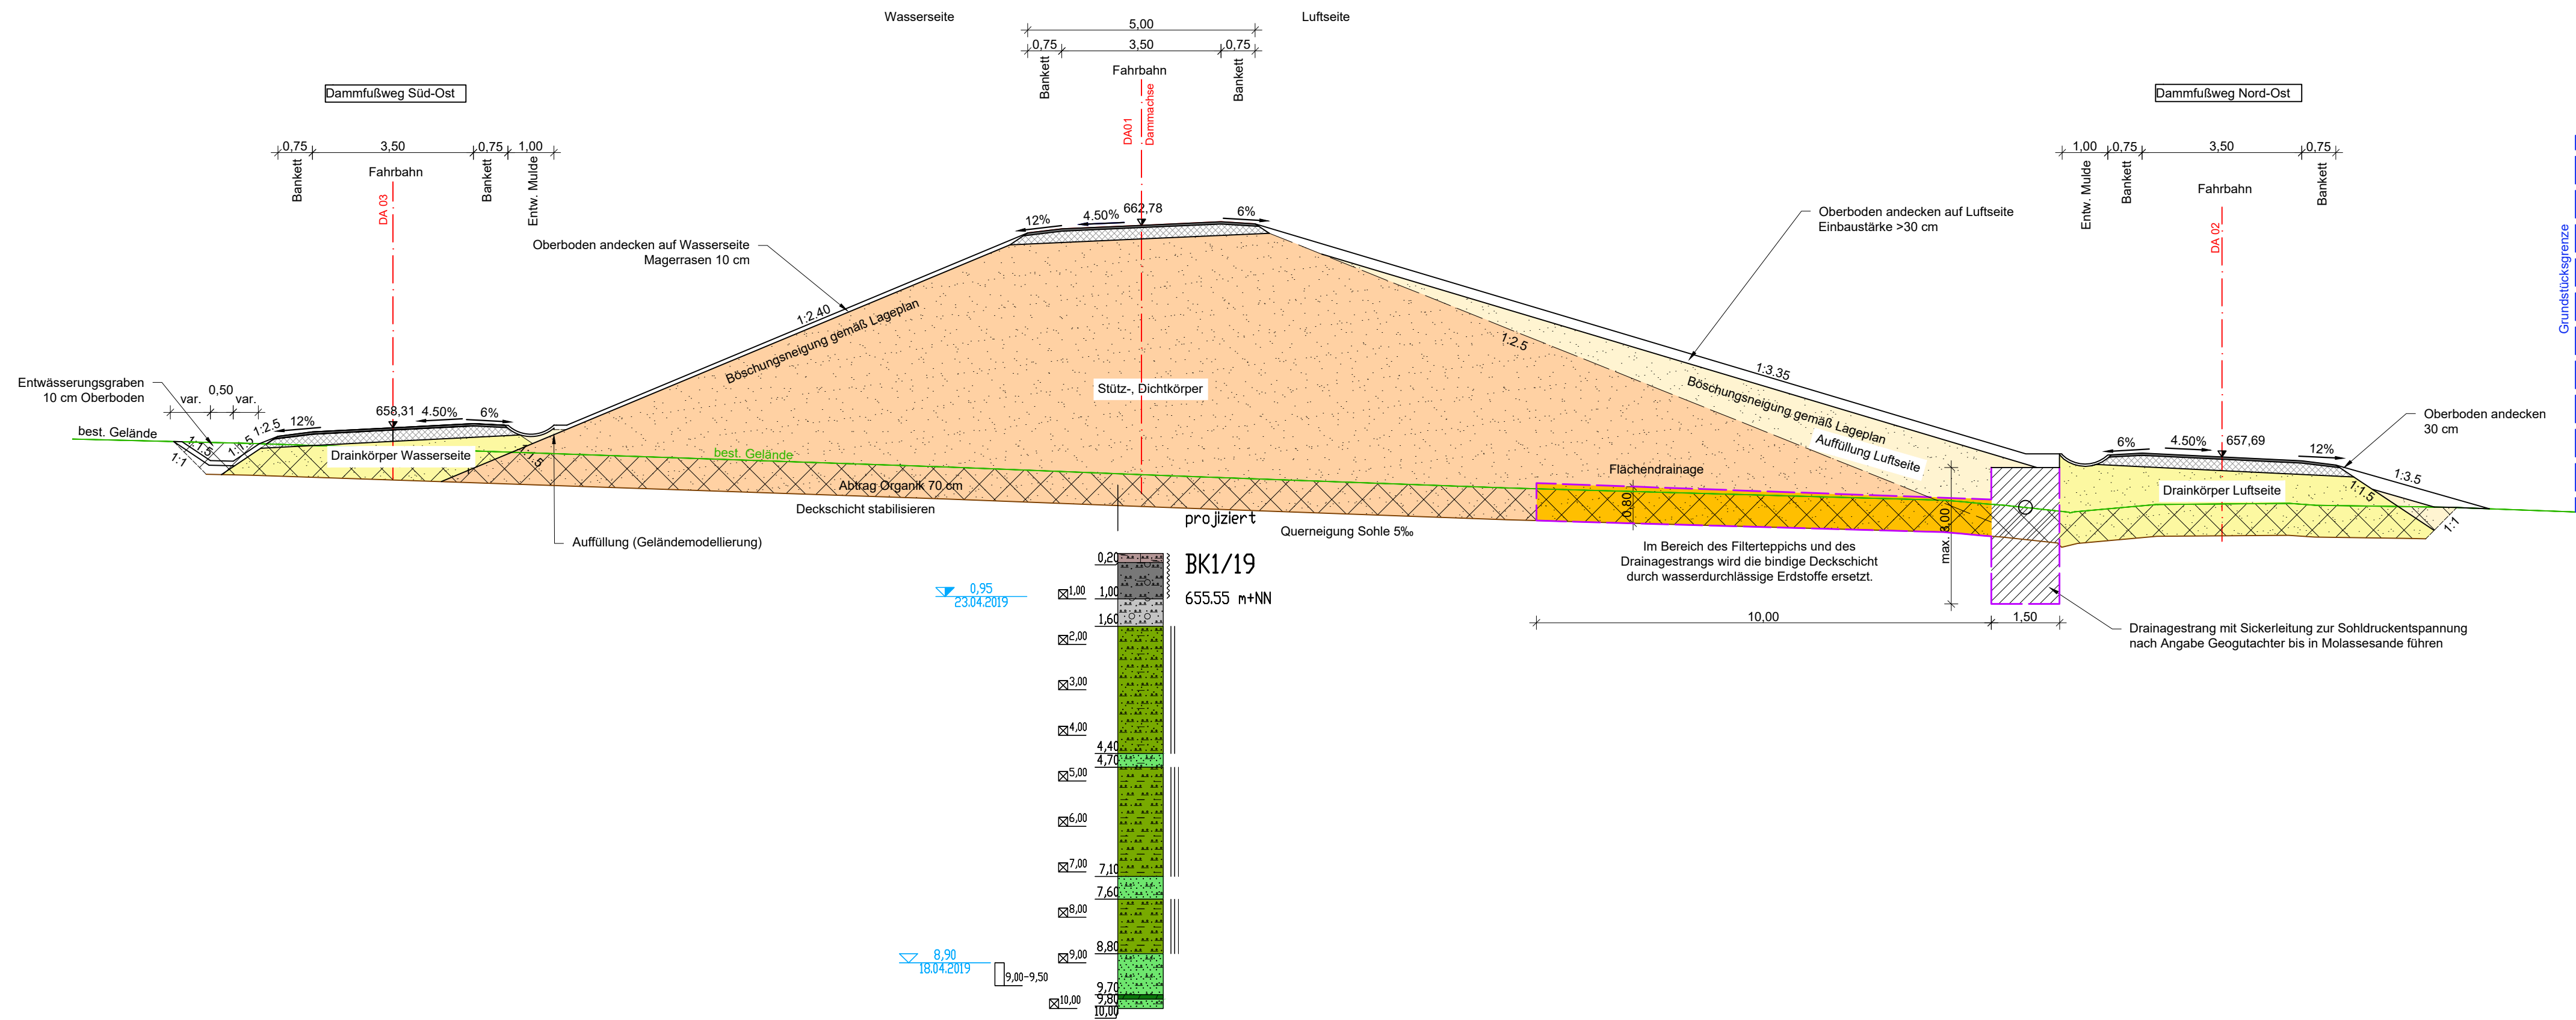 Wasserseite
Luftseite
5,00
0,75
3,50
0,75
Bankett
Fahrbahn
Bankett
DA01
Dammachse
Dammfußweg Süd-Ost
0,75
3,50
0,75
1,00
Bankett
Fahrbahn
Bankett
Entw. Mulde
DA 03
Dammfußweg Nord-Ost
1,00
0,75
3,50
0,75
Entw. Mulde
Bankett
Fahrbahn
Bankett
DA 02
Grundstücksgrenze
12%
4.50%
662,78
6%
Oberboden andecken auf Wasserseite
Magerrasen 10 cm
Oberboden andecken auf Luftseite
Einbaustärke >30 cm
1:2.40
Böschungsneigung gemäß Lageplan
1:2.5
1:3.35
Böschungsneigung gemäß Lageplan
Auffüllung Luftseite
Stütz-, Dichtkörper
Entwässerungsgraben
10 cm Oberboden
var.
0,50
var.
best. Gelände
1:1.5
1:1
1:1.5
1:2.5
12%
658,31
4.50%
6%
Drainkörper Wasserseite
1:5
best. Gelände
Abtrag Organik 70 cm
Deckschicht stabilisieren
Auffüllung (Geländemodellierung)
Flächendrainage
0,80
max. 3,00
Querneigung Sohle 5‰
Im Bereich des Filterteppichs und des
Drainagestrangs wird die bindige Deckschicht
durch wasserdurchlässige Erdstoffe ersetzt.
10,00
1,50
Drainagestrang mit Sickerleitung zur Sohldruckentspannung
nach Angabe Geogutachter bis in Molassesande führen
6%
4.50%
657,69
12%
Drainkörper Luftseite
Oberboden andecken
30 cm
1:3.5
1:1.5
1:1
projiziert
BK1/19
655.55 m+NN
0,95
23.04.2019
0,20
1,00
1,00
1,60
2,00
3,00
4,00
4,40
4,70
5,00
6,00
7,00
7,10
7,60
8,00
8,80
8,90
18.04.2019
9,00
9,00-9,50
9,70
9,80
10,00
10,00